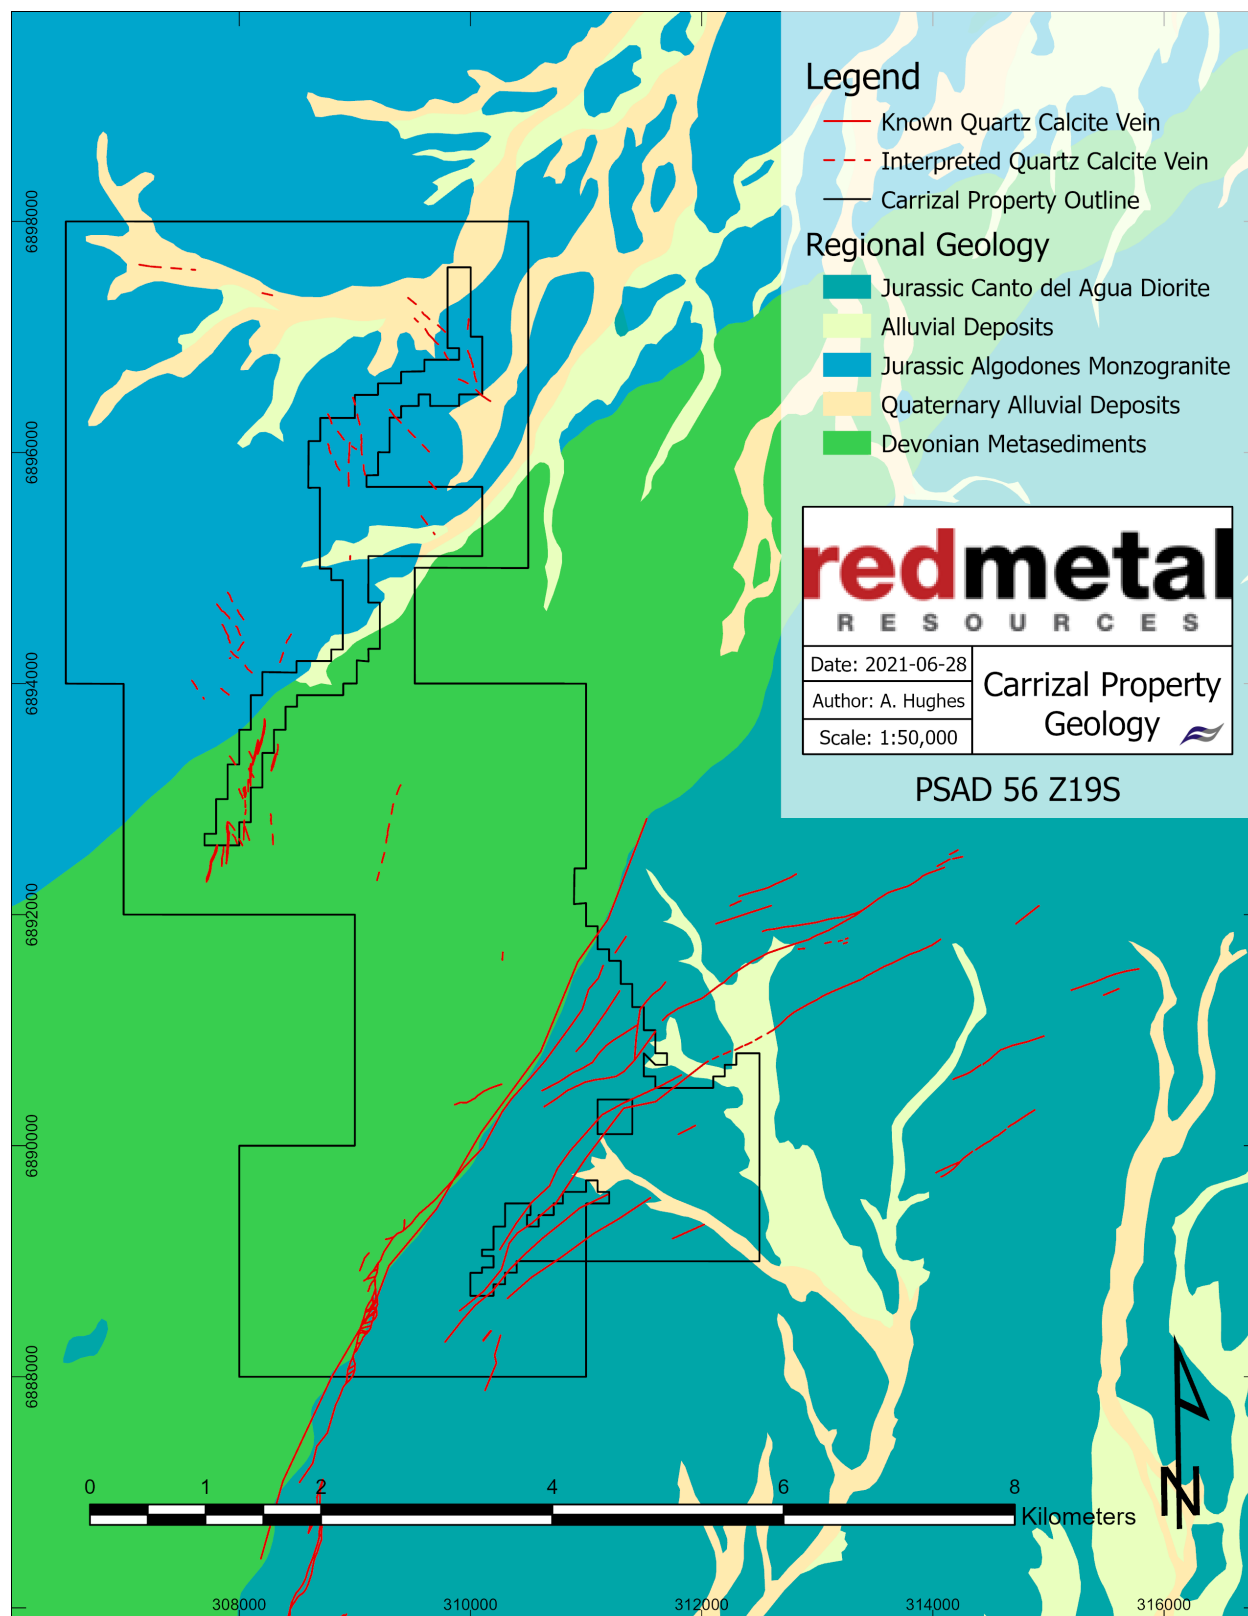 Legend
Known Quartz Calcite Vein
Interpreted Quartz Calcite Vein
Carrizal Property Outline
Regional Geology
Jurassic Canto del Agua Diorite
Alluvial Deposits
Jurassic Algodones Monzogranite
Quaternary Alluvial Deposits
Devonian Metasediments
redmetal
RESOURCES
Date: 2021-06-28
Author: A. Hughes
Scale: 1:50,000
Carrizal Property
Geology
PSAD 56 Z19S
6898000
6896000
6894000
6892000
6890000
6888000
N
0 1 2 4 6 8
Kilometers
308000 310000 312000 314000 316000